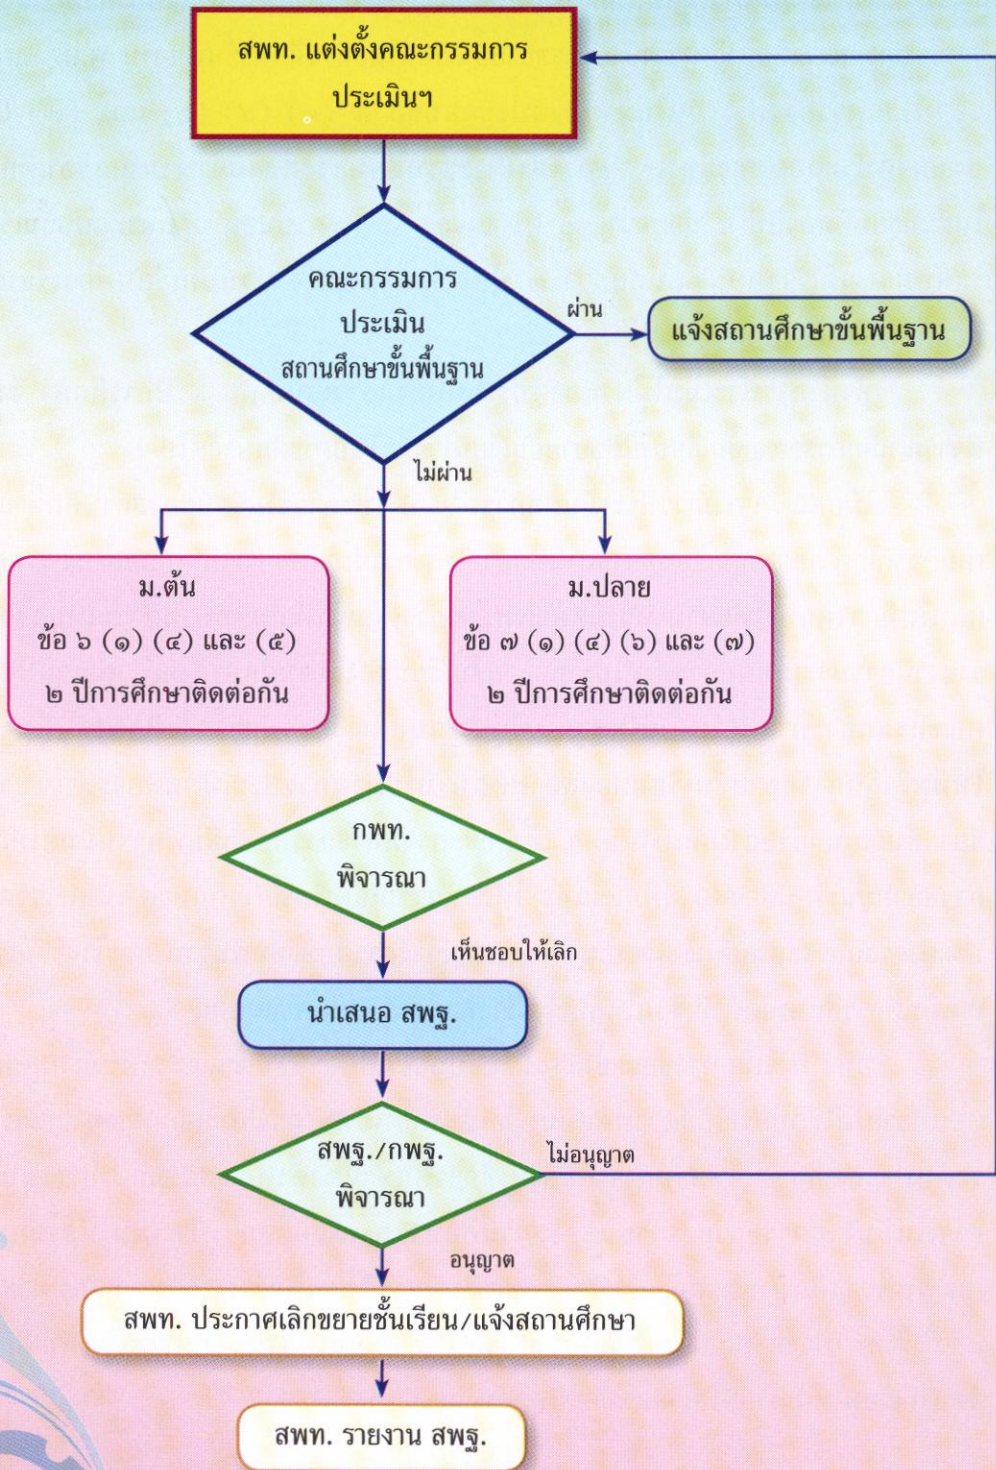 สพท. แต่งตั้งคณะกรรมการ
ประเมินฯ
คณะกรรมการ
ประเมิน
สถานศึกษาขั้นพื้นฐาน
ผ่าน
แจ้งสถานศึกษาขั้นพื้นฐาน
ไม่ผ่าน
ม.ต้น
ข้อ ๖ (๑) (๔) และ (๕)
๒ ปีการศึกษาติดต่อกัน
ม.ปลาย
ข้อ ๗ (๑) (๔) (๖) และ (๗)
๒ ปีการศึกษาติดต่อกัน
กพท.
พิจารณา
เห็นชอบให้เลิก
นำเสนอ สพฐ.
สพฐ./กพฐ.
พิจารณา
ไม่อนุญาต
อนุญาต
สพท. ประกาศเลิกขยายชั้นเรียน/แจ้งสถานศึกษา
สพท. รายงาน สพฐ.